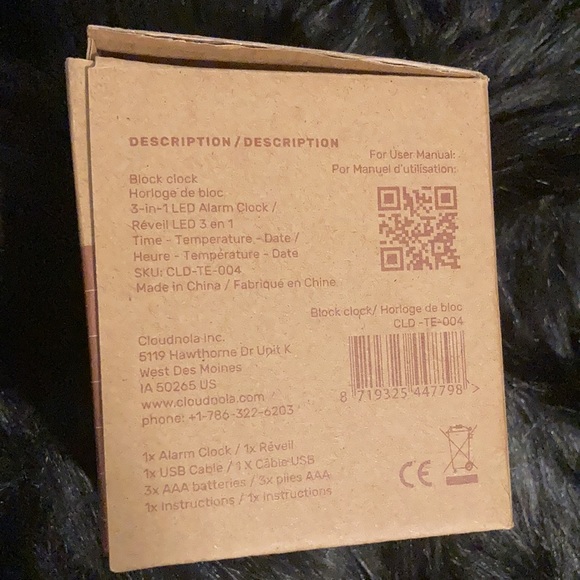 DESCRIPTION / DESCRIPTION
For User Manual:
Por Manuel d'utilisation:
Block clock
Horloge de bloc
3-in-1 LED Alarm Clock /
Réveil LED 3 en 1
Time - Temperature - Date /
Heure - Température - Date
SKU: CLD-TE-004
Made in China / Fabriqué en Chine
Block clock/ Horloge de bloc
CLD -TE-004
8 719325 447798 >
Cloudnola Inc.
5119 Hawthorne Dr Unit K
West Des Moines
IA 50265 US
www.cloudnola.com
phone: +1-786-322-6203
1x Alarm Clock / 1x Réveil
1x USB Cable / 1 X Câble USB
3x AAA batteries / 3x piles AAA
1x Instructions / 1x Instructions
CE